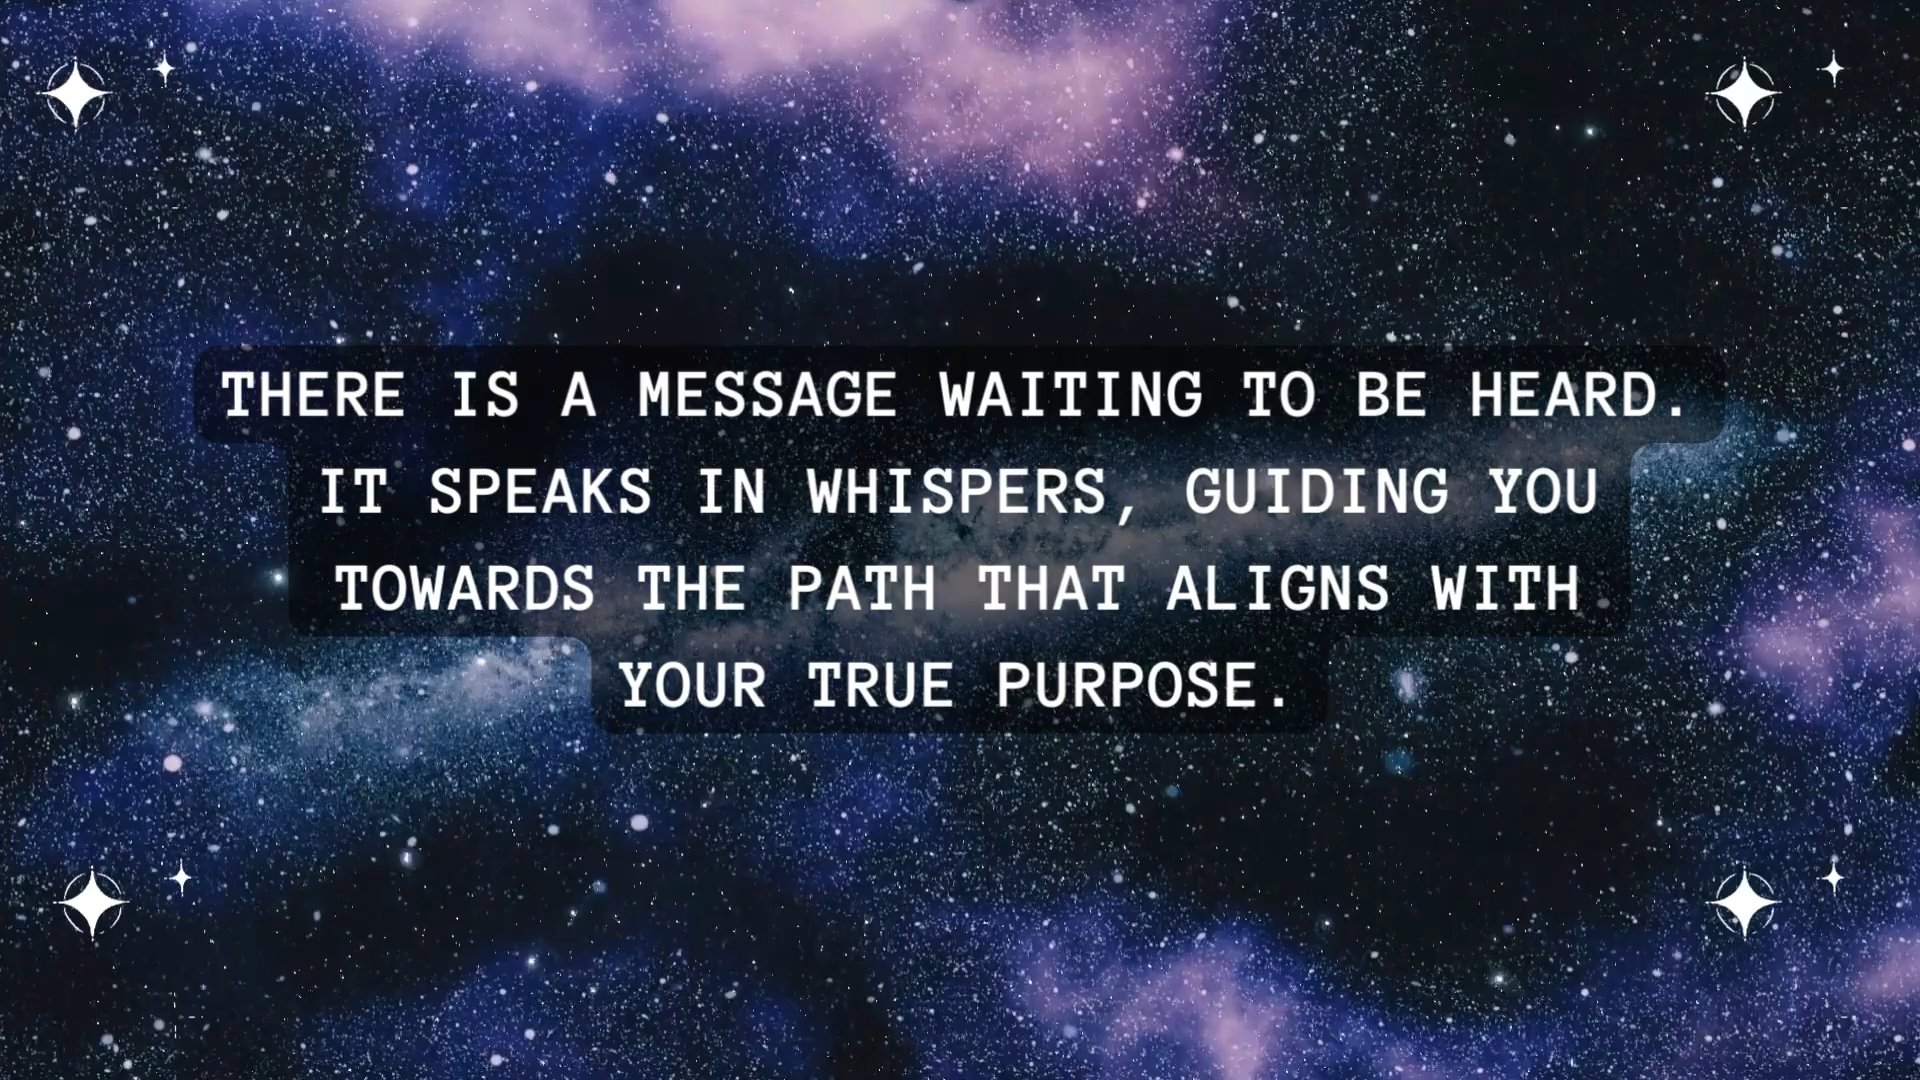 THERE IS A MESSAGE WAITING TO BE HEARD.
IT SPEAKS IN WHISPERS, GUIDING YOU
TOWARDS THE PATH THAT ALIGNS WITH
YOUR TRUE PURPOSE.